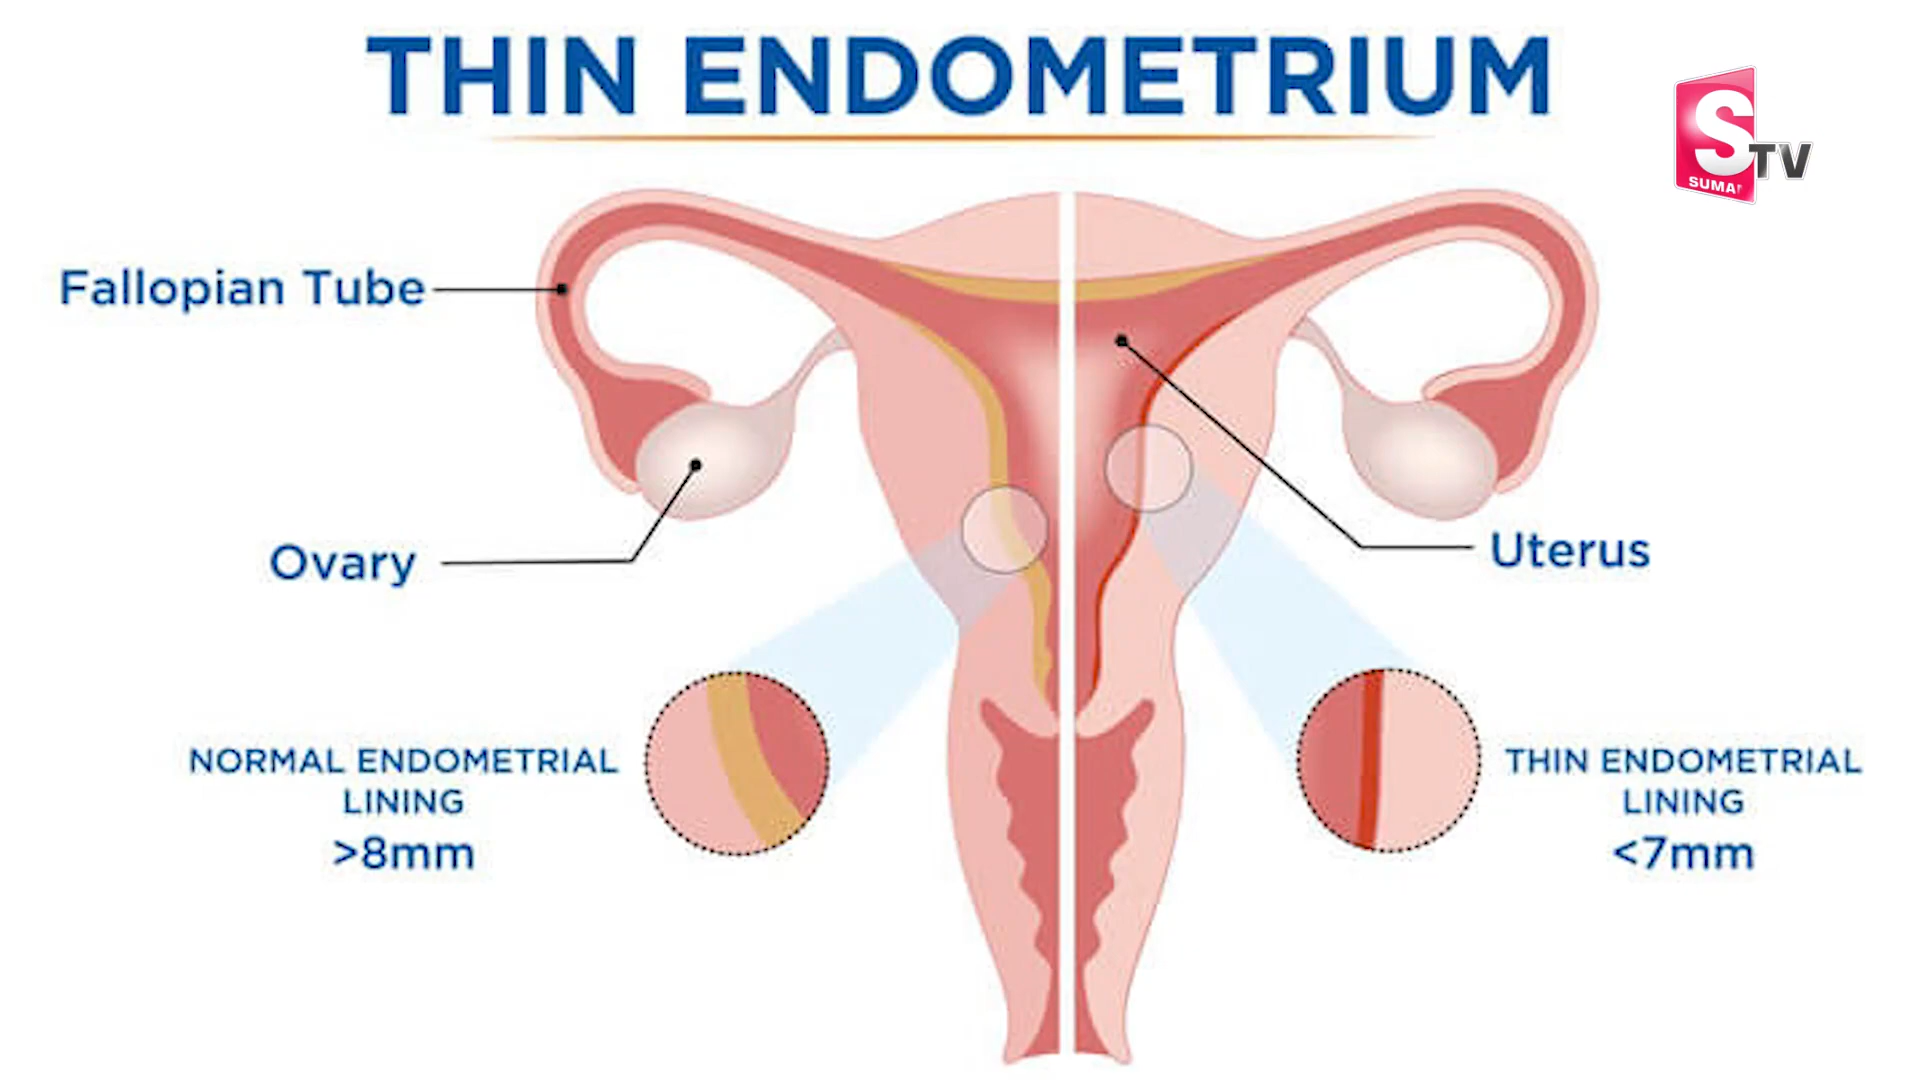 THIN ENDOMETRIUM
S
TV
Fallopian Tube
Ovary
Uterus
NORMAL ENDOMETRIAL
LINING
>8mm
THIN ENDOMETRIAL
LINING
<7mm